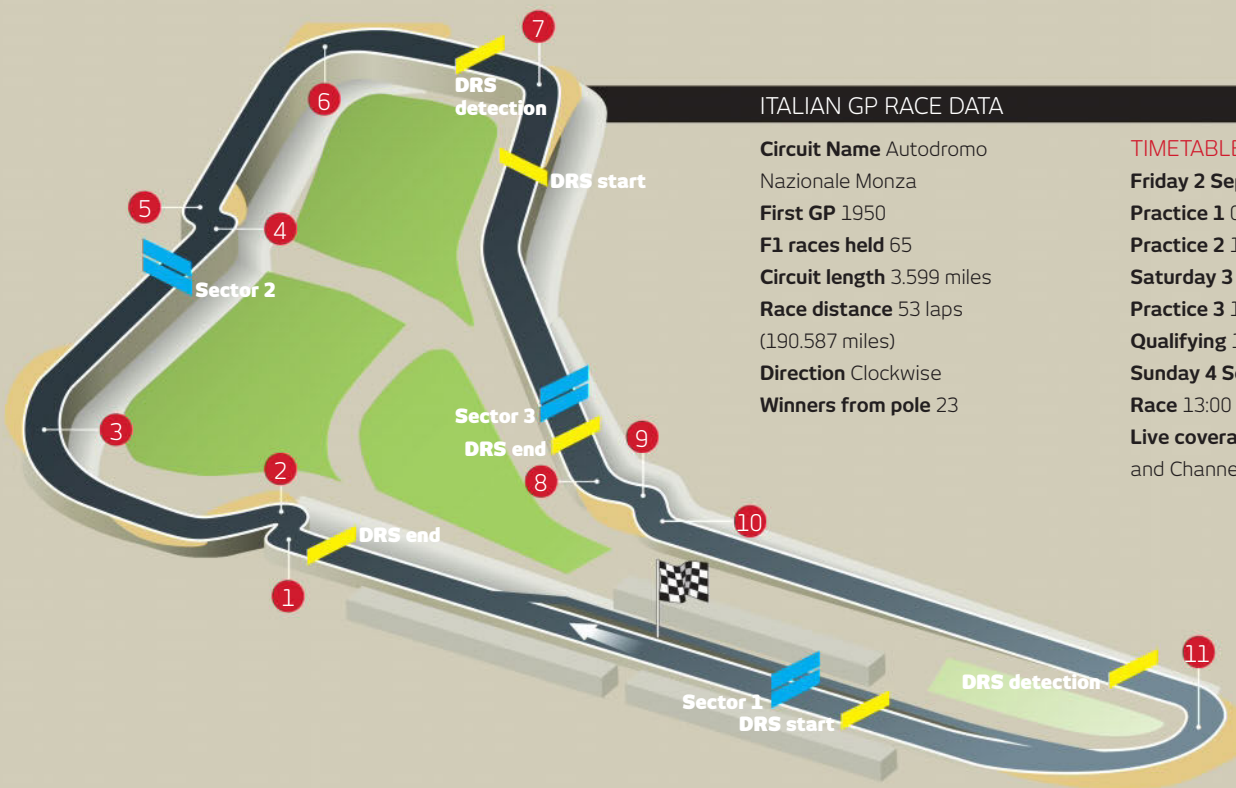 7
DRS
detection
6
ITALIAN GP RACE DATA
Circuit Name Autodromo
Nazionale Monza
First GP 1950
F1 races held 65
Circuit length 3.599 miles
Race distance 53 laps
(190.587 miles)
Direction Clockwise
Winners from pole 23
TIMETABLE
Friday 2 Sep
Practice 1 0
Practice 2 1
Saturday 3
Practice 3 1
Qualifying 1
Sunday 4 Se
Race 13:00
Live covera
and Channe
DRS start
5
4
Sector 2
3
Sector 3
DRS end
9
2
8
10
DRS end
1
11
DRS detection
Sector 1
DRS start